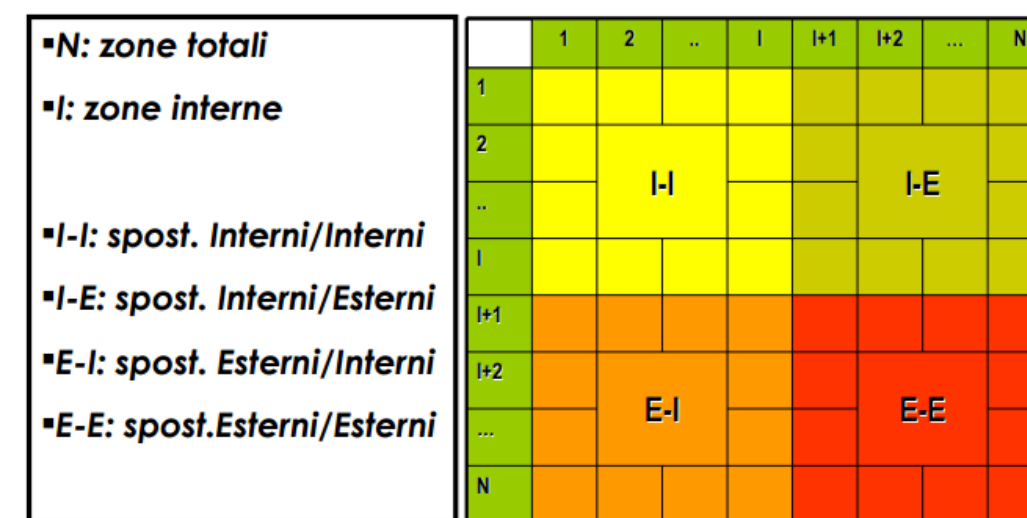 ▪N: zone totali
▪I: zone interne
▪I-I: spost. Interni/Interni
▪I-E: spost. Interni/Esterni
▪E-I: spost. Esterni/Interni
▪E-E: spost.Esterni/Esterni
1 2 .. I I+1 I+2 ... N
1
2
I-I I-E
..
I
I+1
I+2
E-I E-E
...
N